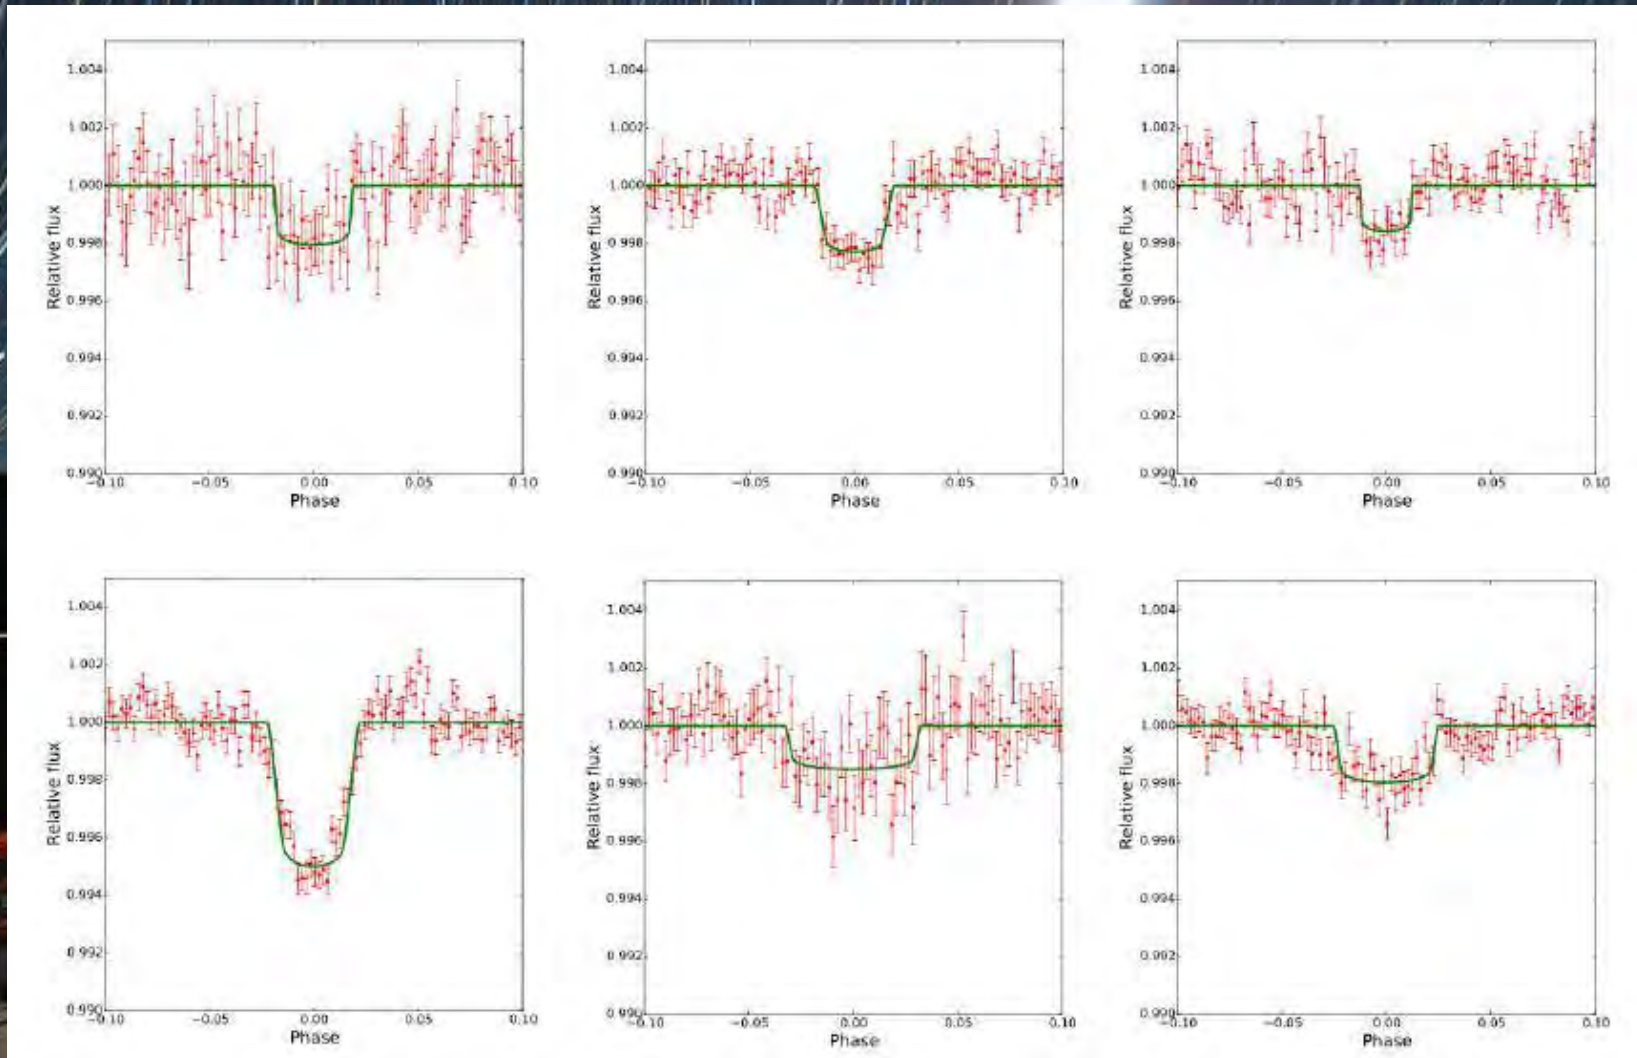 1.004 1.004 1.004
1.002 1.002 1.002
1.000 1.000 1.000
Relative flux Relative flux Relative flux
0.998 0.998 0.998
0.996 0.996 0.996
0.994 0.994 0.994
0.992 0.992 0.992
0.990 0.990 0.990
−0.10 −0.05 0.00 0.05 0.10 −0.10 −0.05 0.00 0.05 0.10 −0.10 −0.05 0.00 0.05 0.10
Phase Phase Phase
1.004 1.004 1.004
1.002 1.002 1.002
1.000 1.000 1.000
Relative flux Relative flux Relative flux
0.998 0.998 0.998
0.996 0.996 0.996
0.994 0.994 0.994
0.992 0.992 0.992
0.990 0.990 0.990
−0.10 −0.05 0.00 0.05 0.10 −0.10 −0.05 0.00 0.05 0.10 −0.10 −0.05 0.00 0.05 0.10
Phase Phase Phase